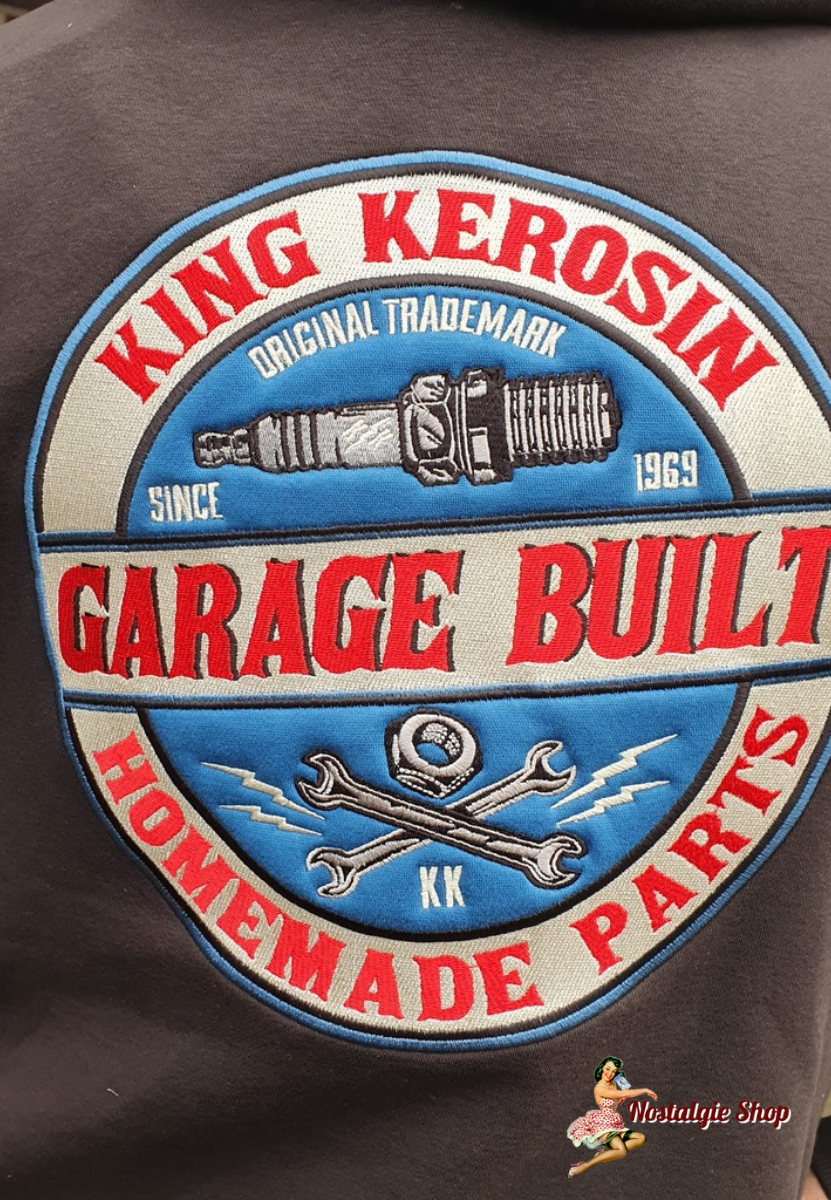 KING KEROSIN
ORIGINAL TRADEMARK
SINCE 1969
GARAGE BUILT
KK
HOMEMADE PARTS
Nostalgie Shop